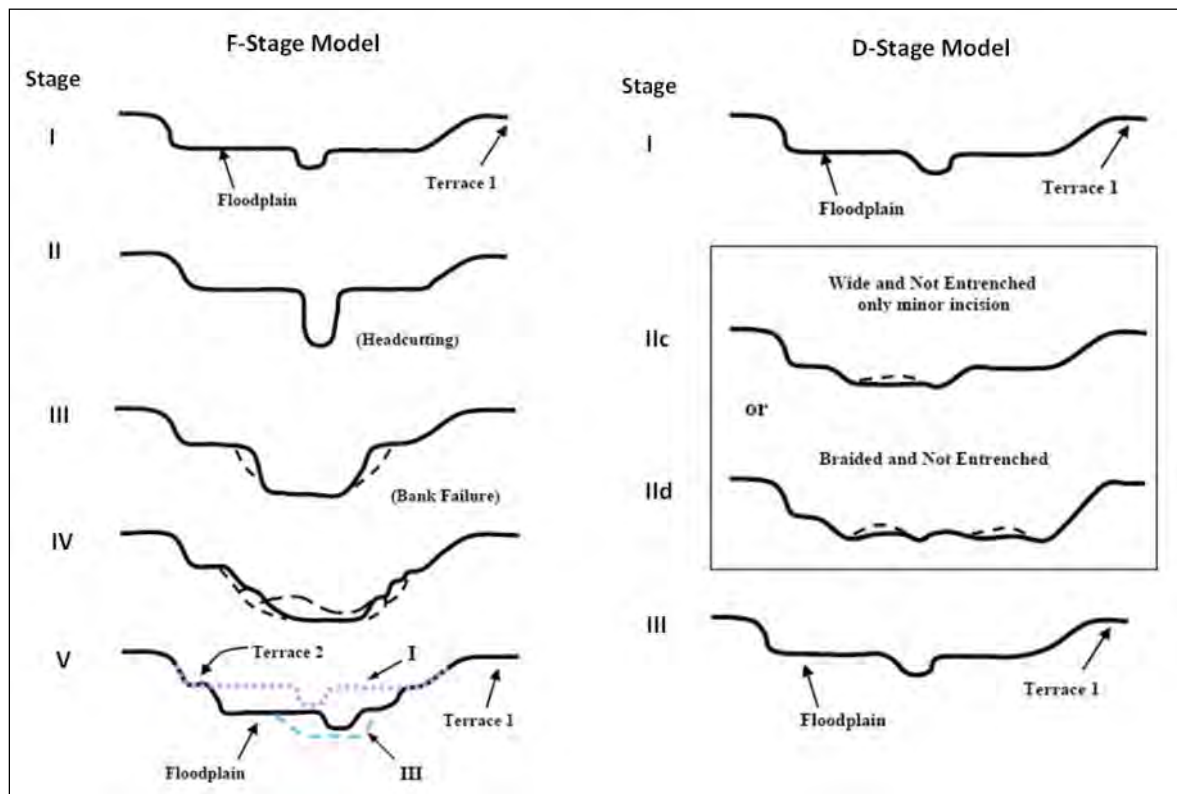 F-Stage Model
Stage
I
Floodplain
Terrace 1
II
(Headcutting)
III
(Bank Failure)
IV
V
Terrace 2
I
Terrace 1
Floodplain
III
D-Stage Model
Stage
I
Floodplain
Terrace 1
Wide and Not Entrenched
only minor incision
IIc
or
Braided and Not Entrenched
IId
III
Terrace 1
Floodplain